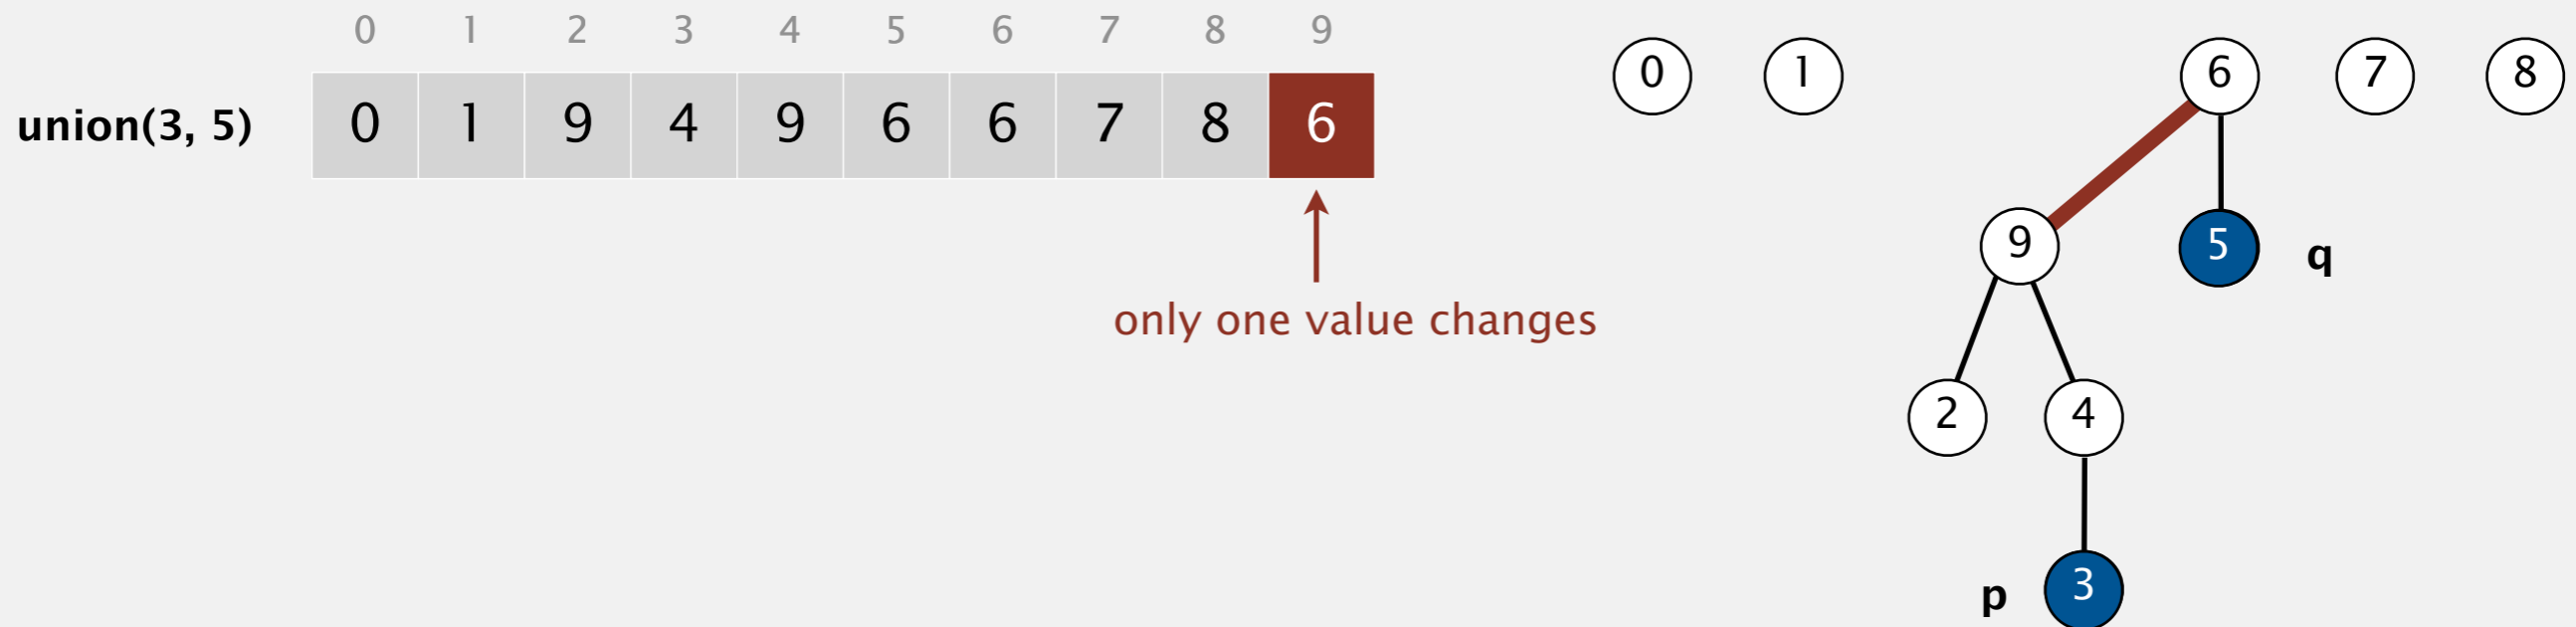 0 1 2 3 4 5 6 7 8 9
union(3, 5) 0 1 9 4 9 6 6 7 8 6
only one value changes
0 1 6 7 8
9 5 q
2 4
p 3